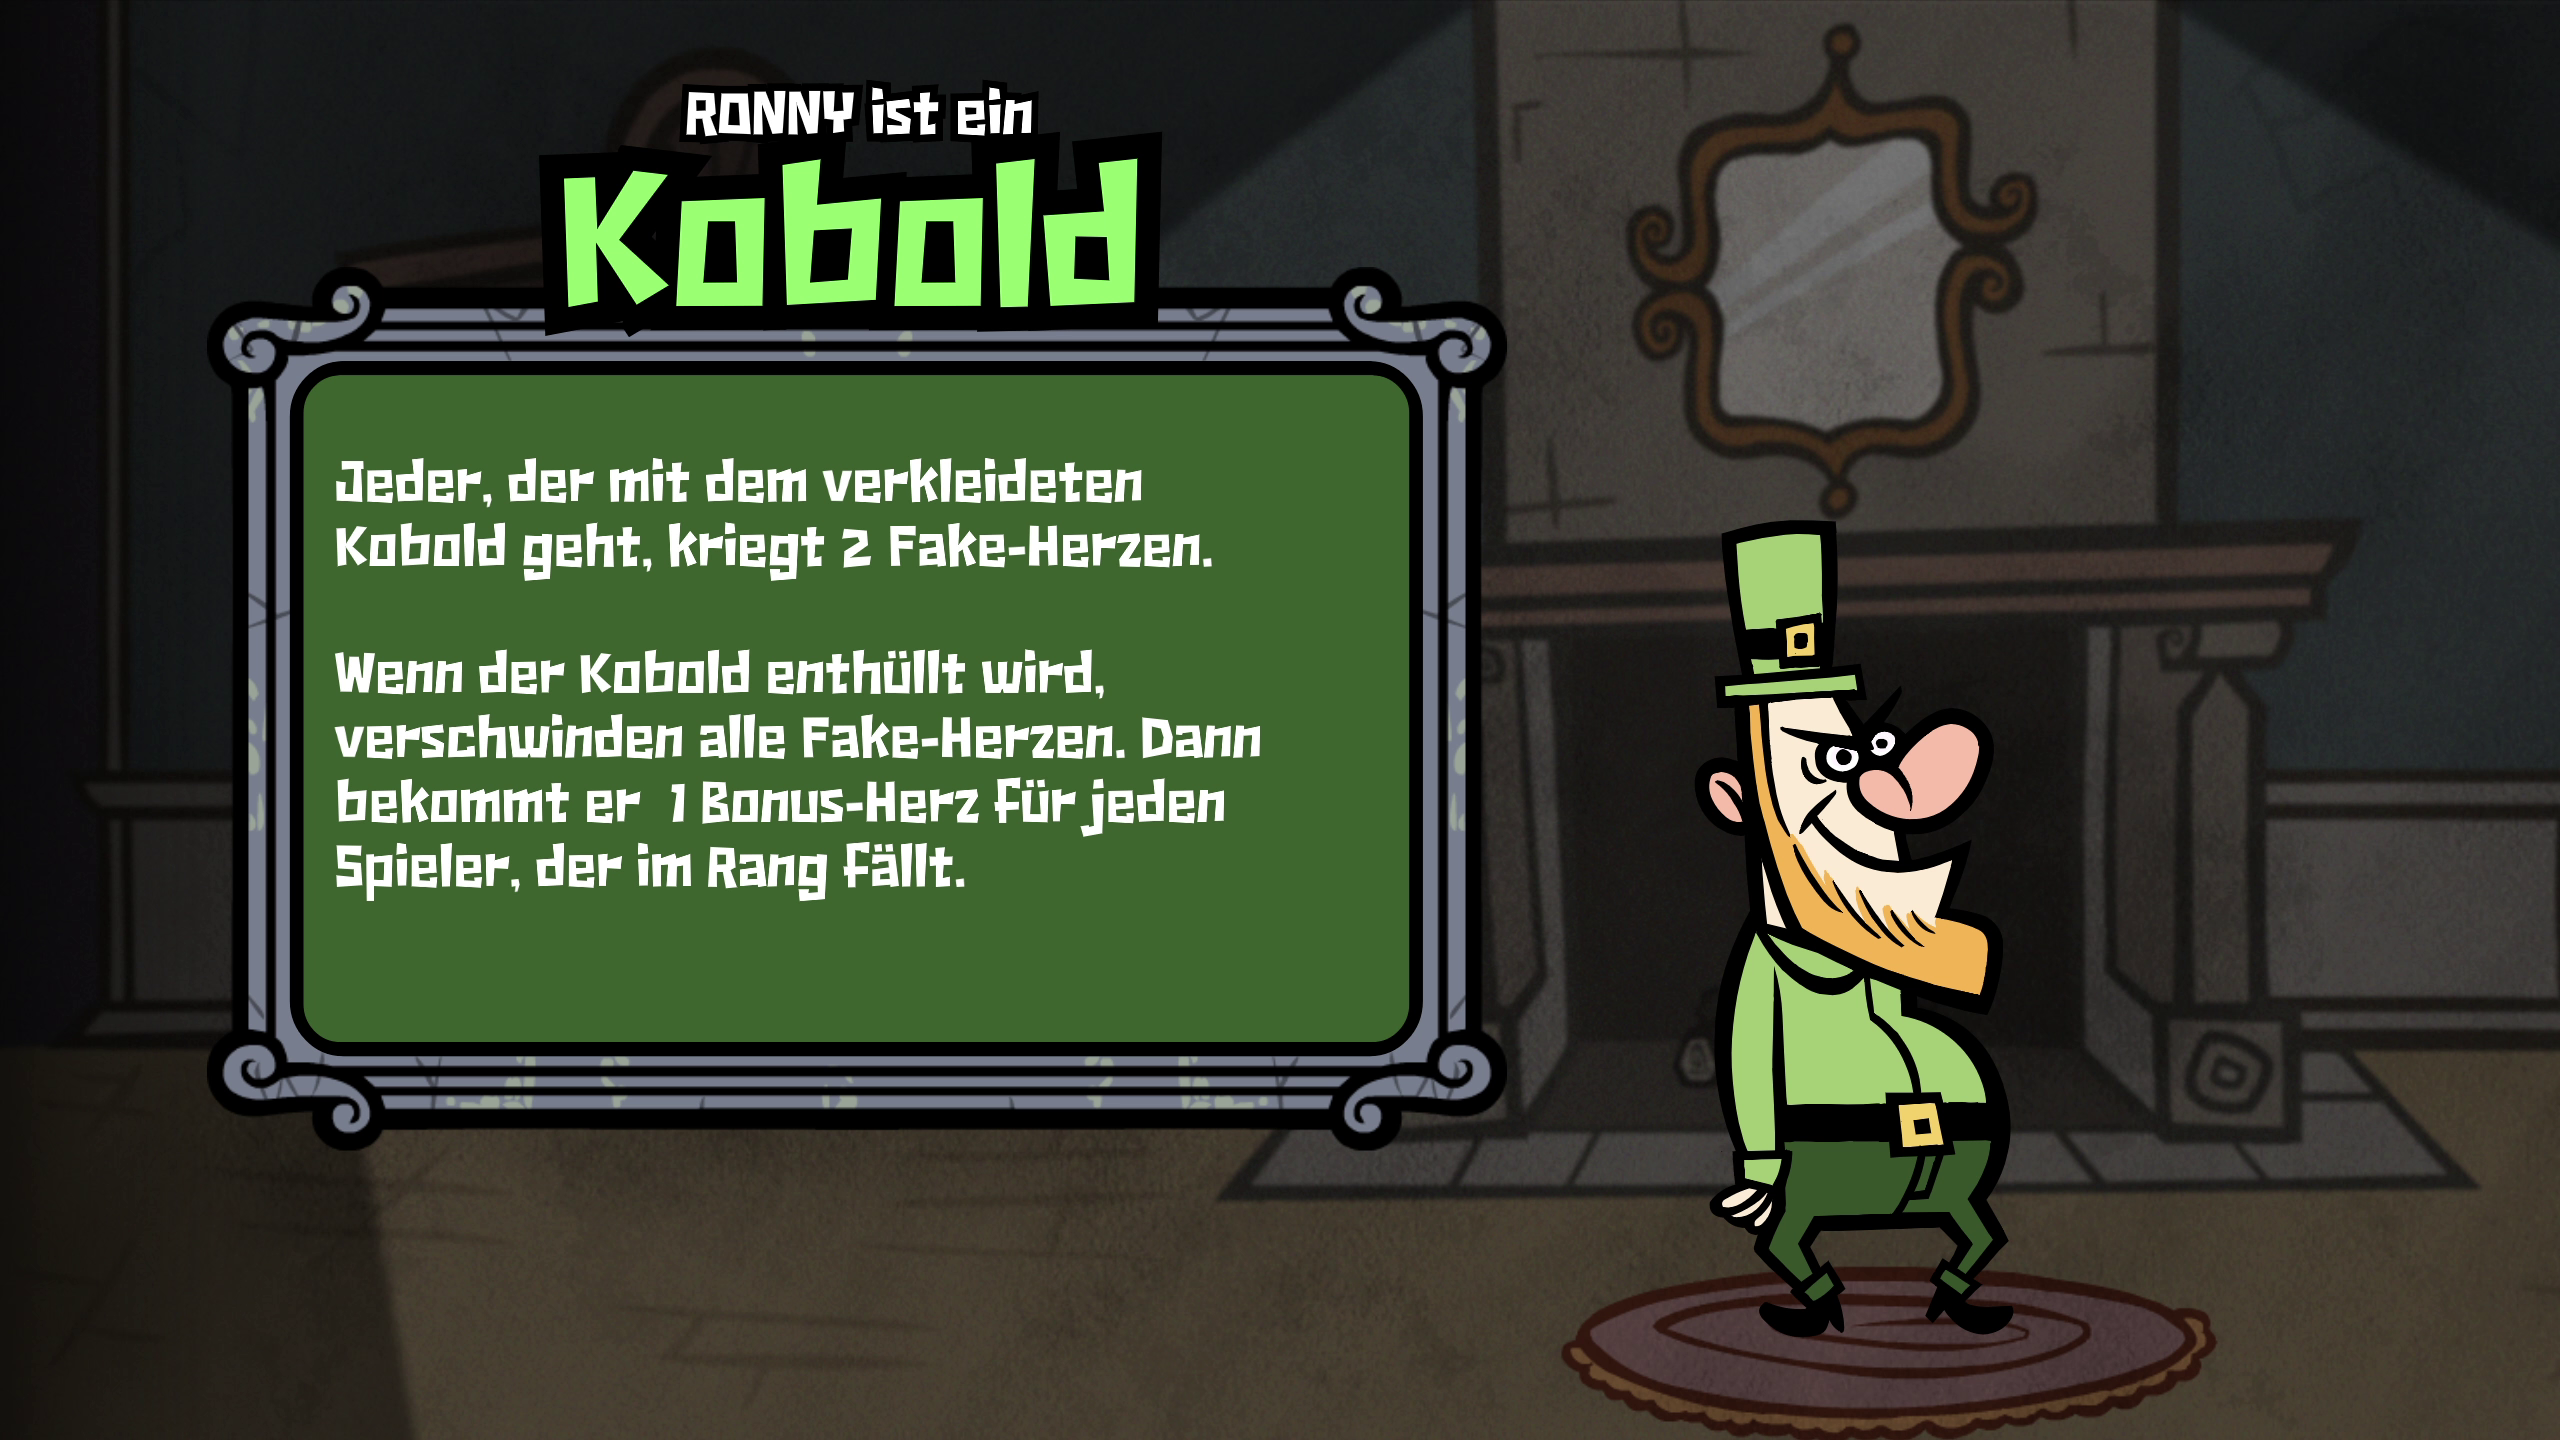 RONNY ist ein
Kobold
Jeder, der mit dem verkleideten
Kobold geht, kriegt 2 Fake-Herzen.
Wenn der Kobold enthüllt wird,
verschwinden alle Fake-Herzen. Dann
bekommt er  1 Bonus-Herz für jeden
Spieler, der im Rang fällt.